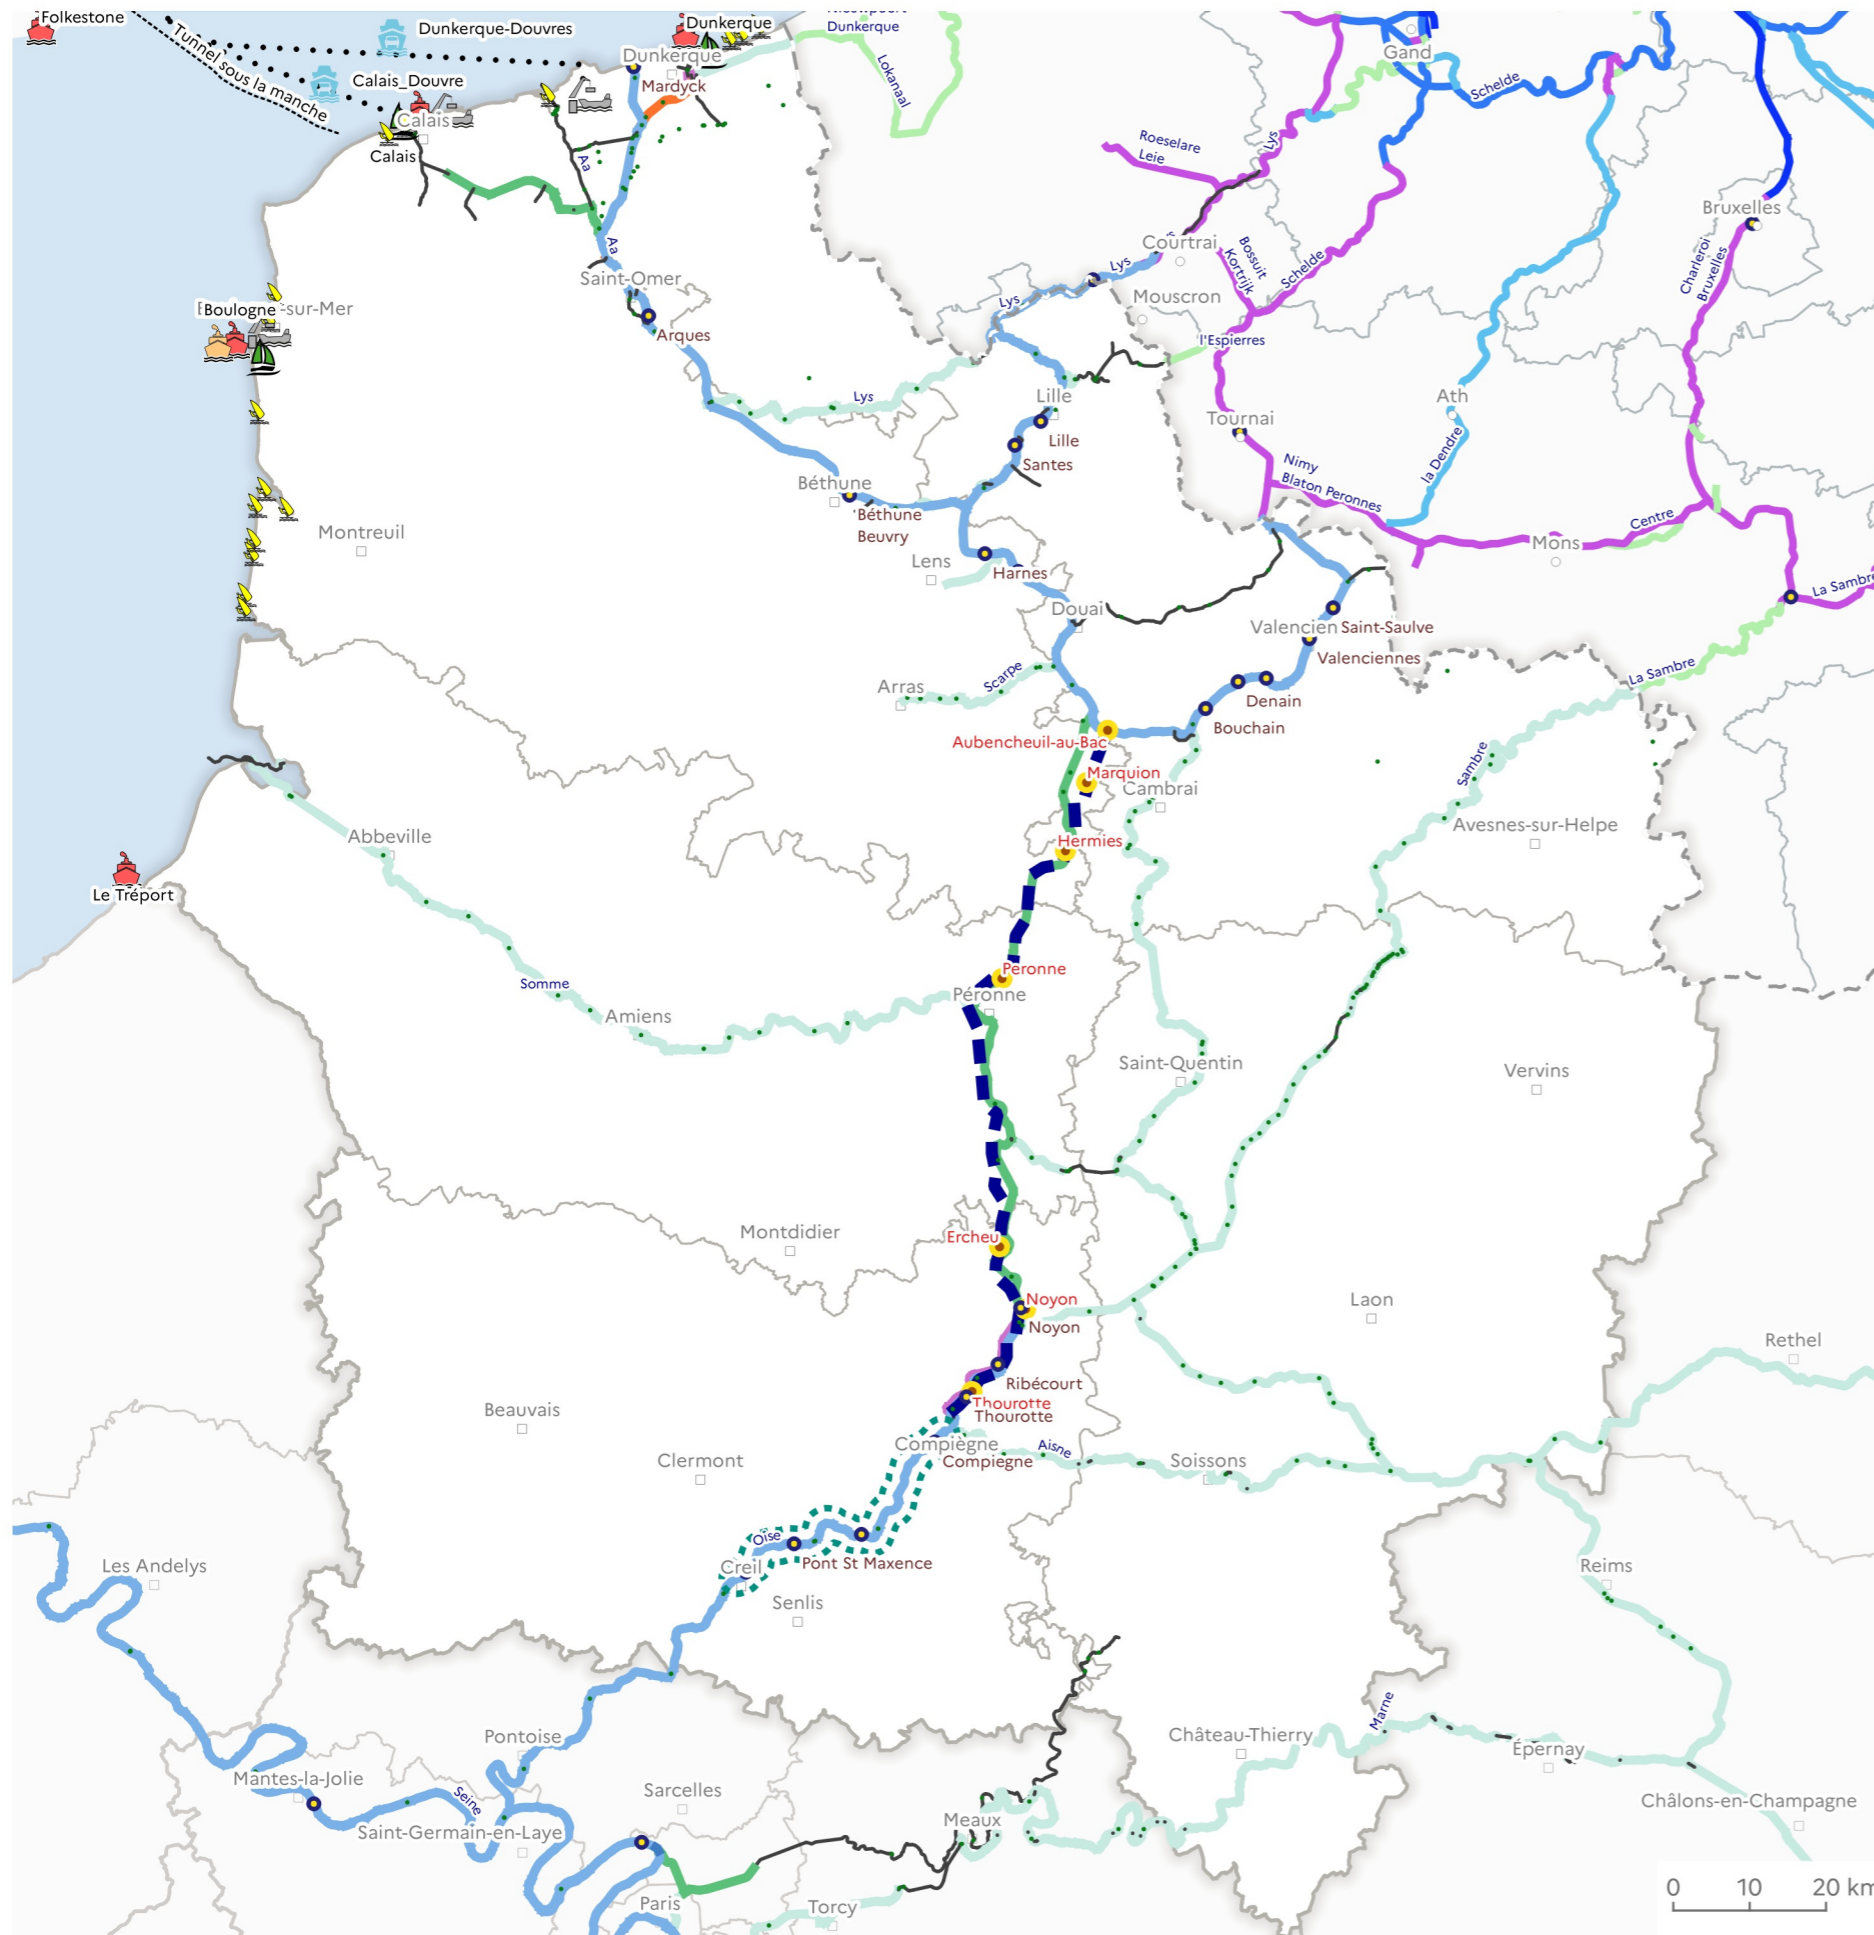 Folkestone
Tunnel sous la manche
Dunkerque-Douvres
Calais_Douvre
Calais
Calais
Dunkerque
Dunkerque
Mardyck
Dunkerque
Lokanaal
Gand
Schelde
Roeselare
Leie
Lys
Aa
Aa
Saint-Omer
Arques
Courtrai
Bossuit
Kortrijk
Schelde
Bruxelles
Charleroi
Bruxelles
Lys
Lys
Mouscron
l'Espierres
Boulogne
-sur-Mer
Lys
Lille
Lille
Santes
Tournai
Ath
la Dendre
Nimy
Blaton Peronnes
Béthune
Béthune
Beuvry
Centre
Mons
La Sambre
Montreuil
Lens
Harnes
Douai
Valencien
Saint-Saulve
Valenciennes
La Sambre
Scarpe
Arras
Denain
Bouchain
Aubencheuil-au-Bac
Marquion
Cambrai
Sambre
Avesnes-sur-Helpe
Hermies
Abbeville
Le Tréport
Peronne
Péronne
Somme
Amiens
Saint-Quentin
Vervins
Montdidier
Ercheu
Noyon
Noyon
Laon
Rethel
Ribécourt
Thourotte
Thourotte
Beauvais
Clermont
Compiègne
Compiegne
Aisne
Soissons
Oise
Creil
Pont St Maxence
Senlis
Les Andelys
Reims
Marne
Pontoise
Château-Thierry
Épernay
Mantes-la-Jolie
Seine
Sarcelles
Saint-Germain-en-Laye
Meaux
Châlons-en-Champagne
Paris
Torcy
0 10 20 km